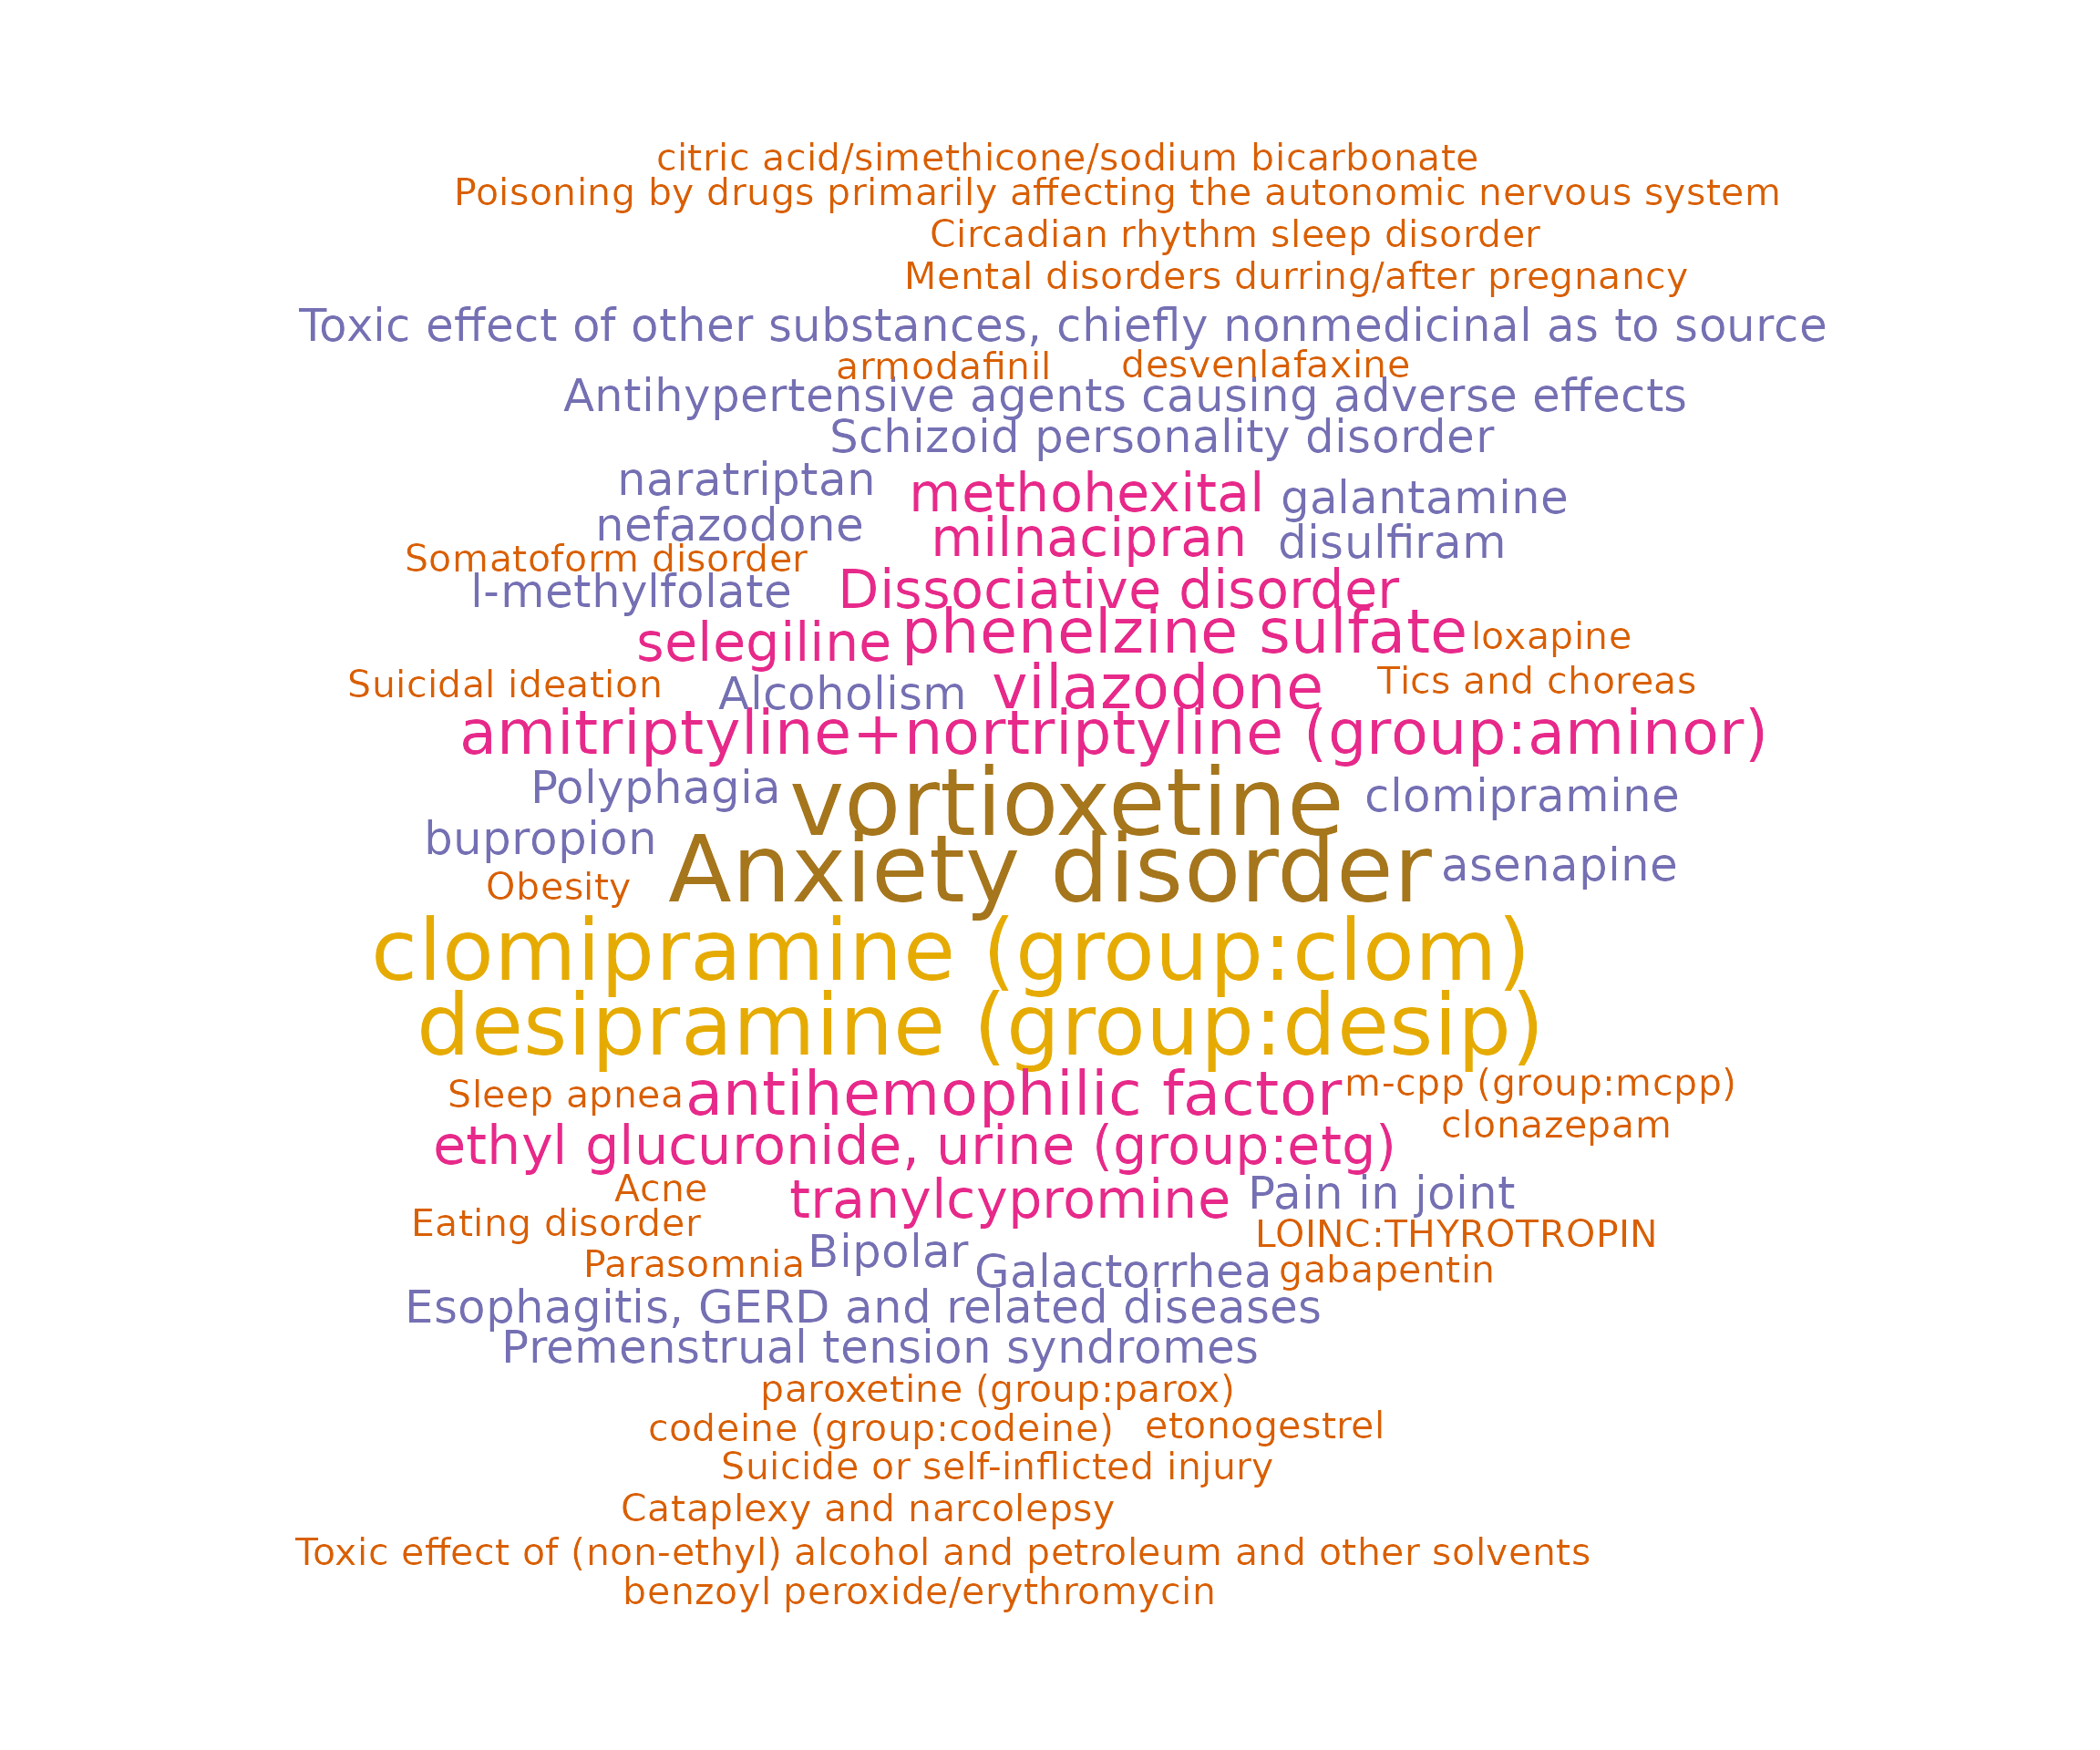 citric acid/simethicone/sodium bicarbonate
Poisoning by drugs primarily affecting the autonomic nervous system
Circadian rhythm sleep disorder
Mental disorders durring/after pregnancy
Toxic effect of other substances, chiefly nonmedicinal as to source
armodafinil desvenlafaxine
Antihypertensive agents causing adverse effects
Schizoid personality disorder
naratriptan methohexital galantamine
nefazodone milnacipran disulfiram
Somatoform disorder
l-methylfolate Dissociative disorder
selegiline phenelzine sulfate loxapine
Suicidal ideation Alcoholism vilazodone Tics and choreas
amitriptyline+nortriptyline (group:aminor)
Polyphagia vortioxetine clomipramine
bupropion Anxiety disorder asenapine
Obesity
clomipramine (group:clom)
desipramine (group:desip)
Sleep apnea antihemophilic factor m-cpp (group:mcpp)
clonazepam
ethyl glucuronide, urine (group:etg)
Acne tranylcypromine Pain in joint
Eating disorder LOINC:THYROTROPIN
Parasomnia Bipolar Galactorrhea gabapentin
Esophagitis, GERD and related diseases
Premenstrual tension syndromes
paroxetine (group:parox)
codeine (group:codeine) etonogestrel
Suicide or self-inflicted injury
Cataplexy and narcolepsy
Toxic effect of (non-ethyl) alcohol and petroleum and other solvents
benzoyl peroxide/erythromycin